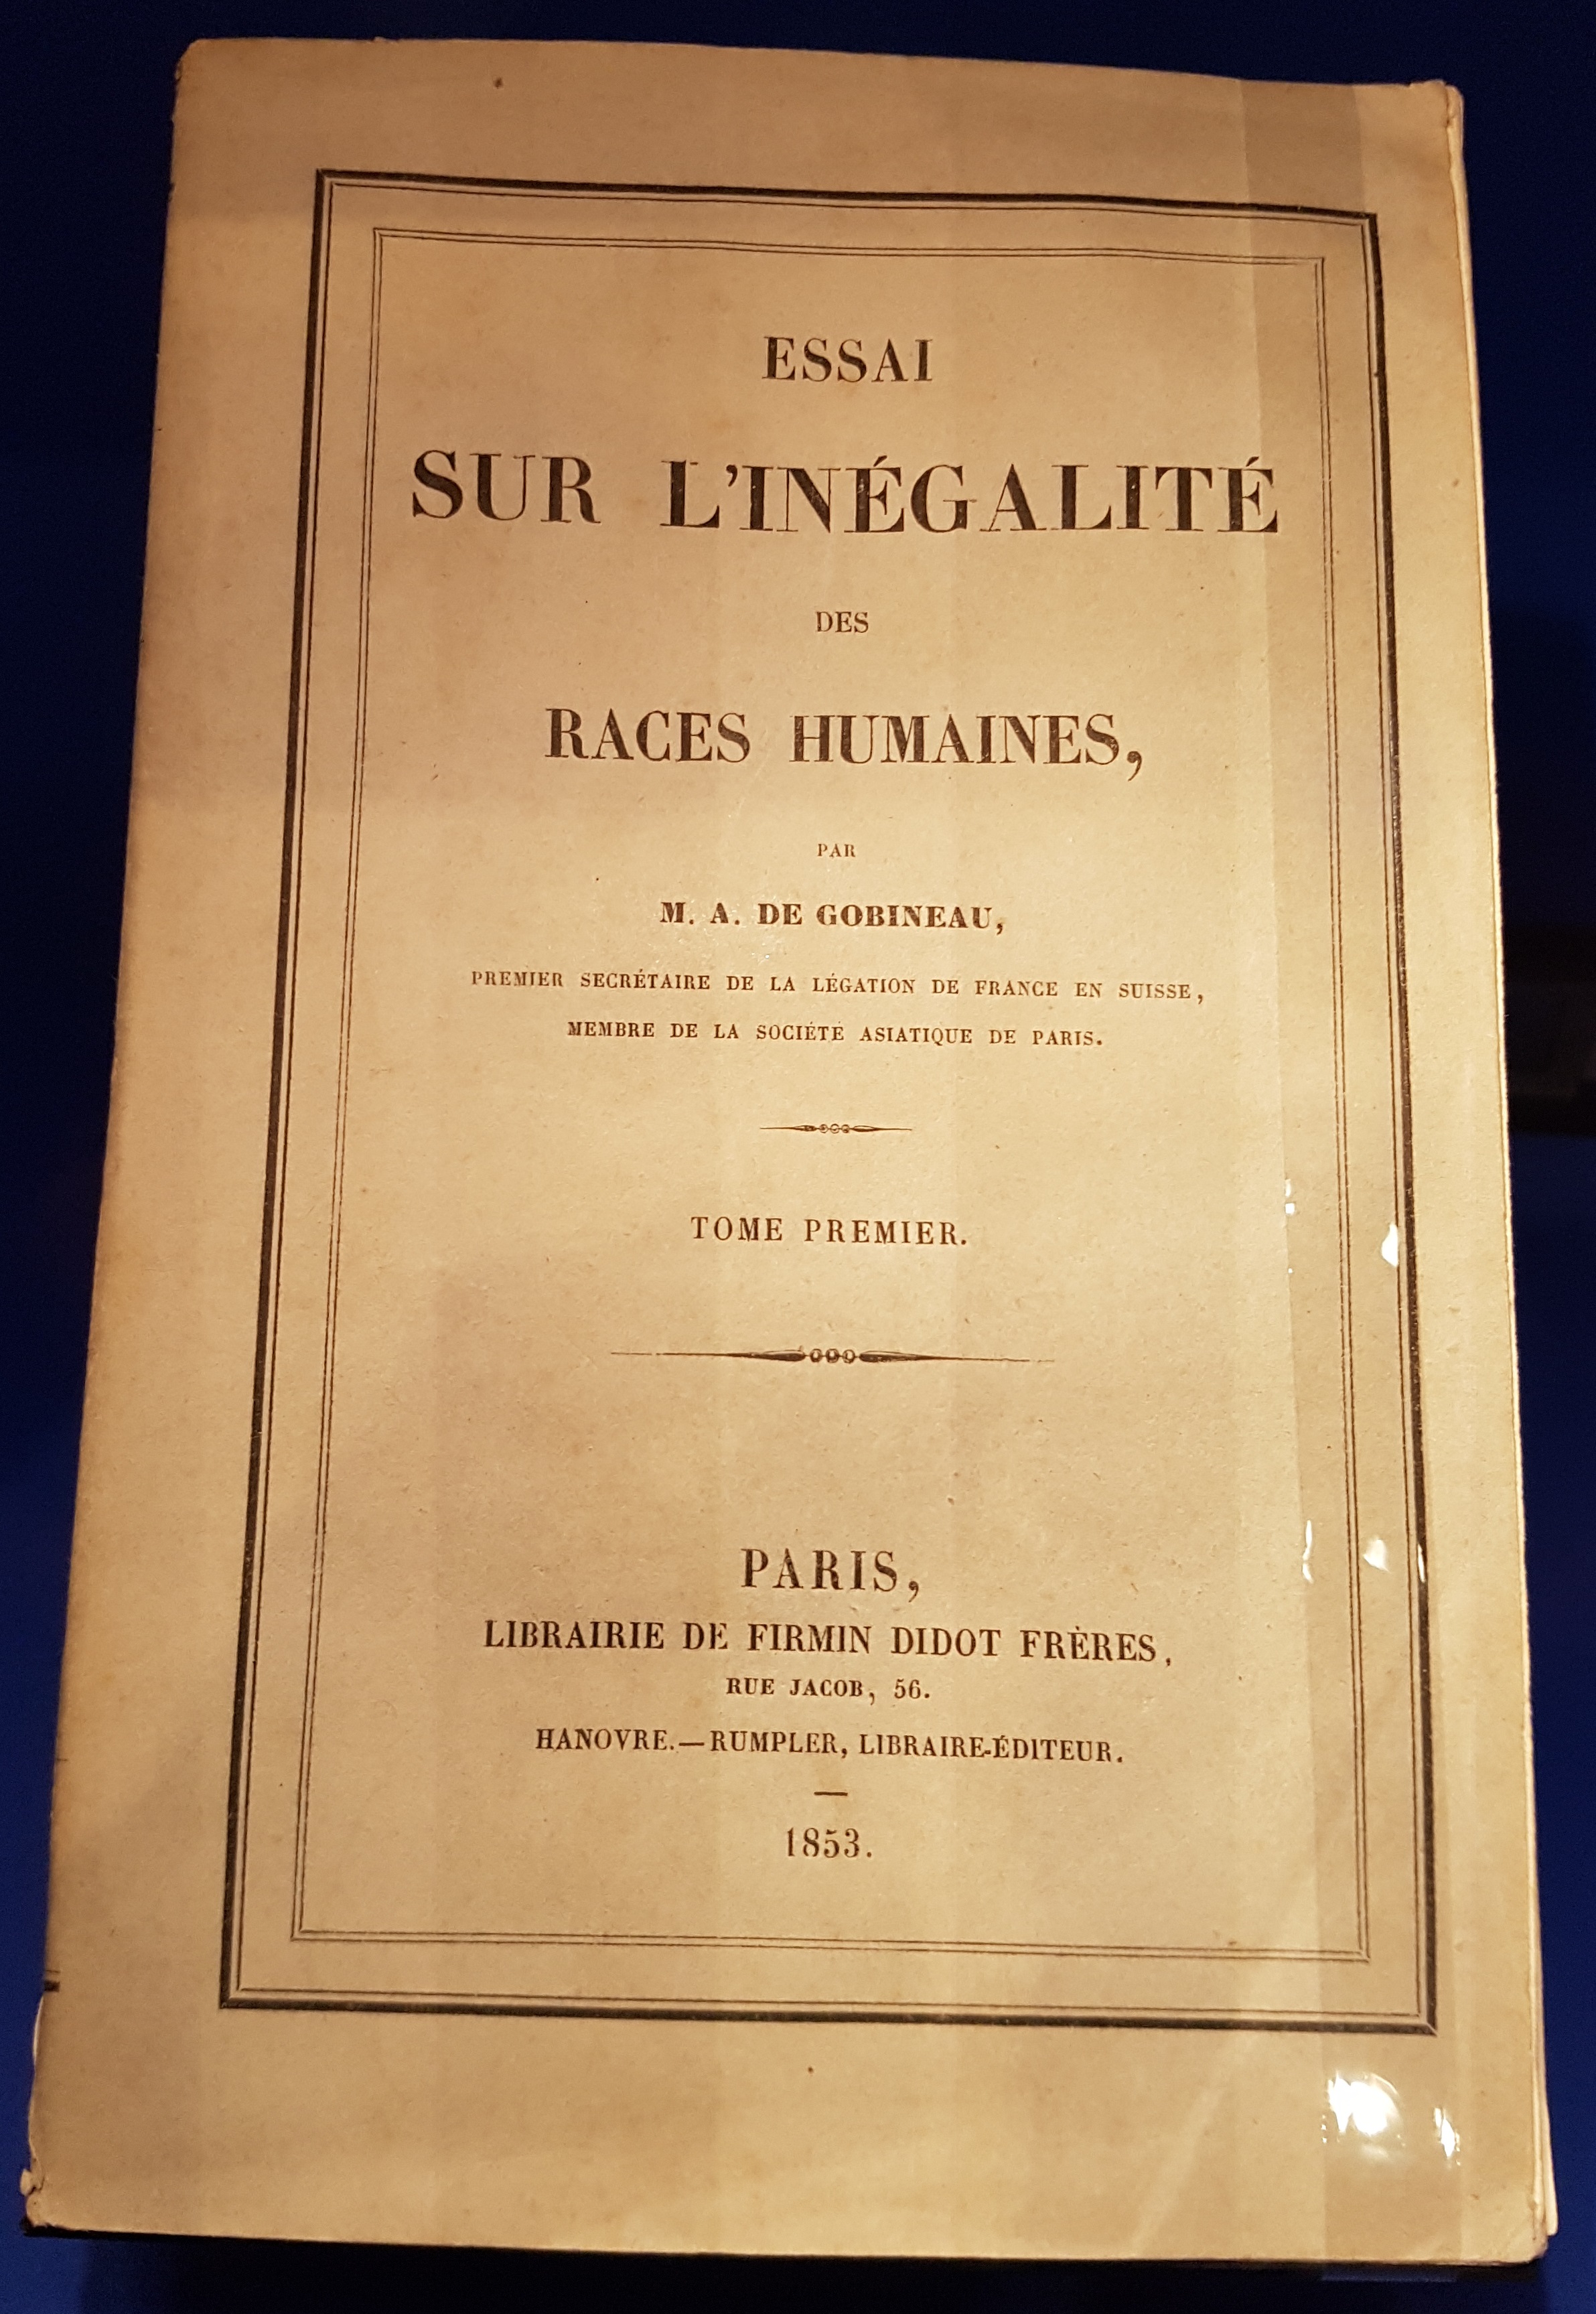 ESSAI
SUR L'INÉGALITÉ
DES
RACES HUMAINES,
PAR
M. A. DE GOBINEAU,
PREMIER SECRÉTAIRE DE LA LÉGATION DE FRANCE EN SUISSE,
MEMBRE DE LA SOCIÉTÉ ASIATIQUE DE PARIS.
TOME PREMIER.
PARIS,
LIBRAIRIE DE FIRMIN DIDOT FRÈRES,
RUE JACOB, 56.
HANOVRE.—RUMPLER, LIBRAIRE-ÉDITEUR.
1853.